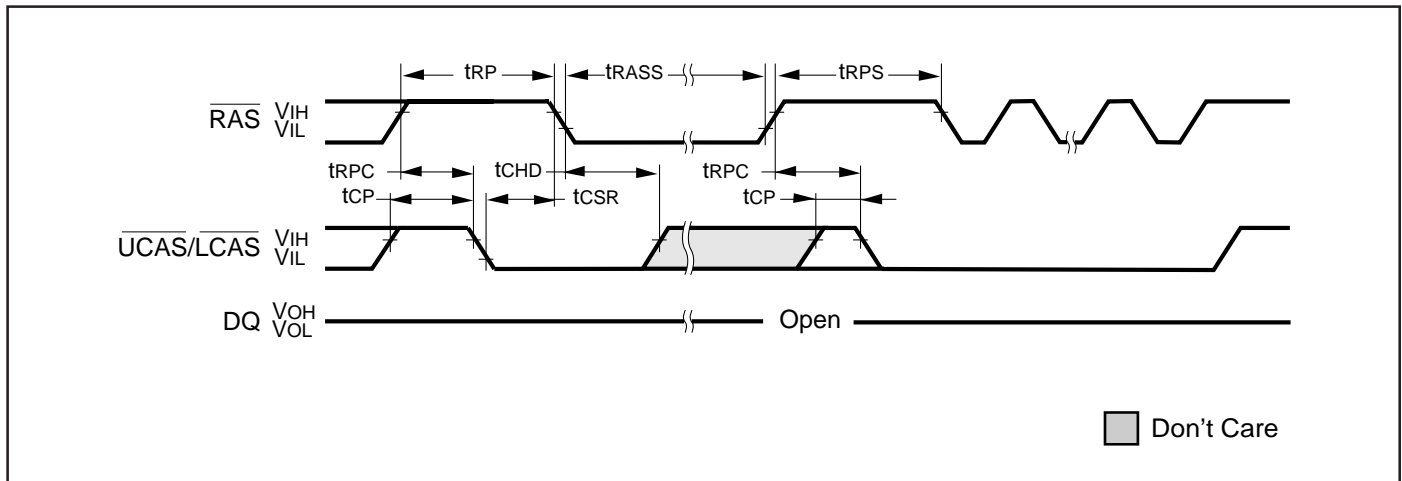 tRP tRASS tRPS
RAS VIH
VIL
tRPC tCHD tRPC
tCP tCSR tCP
UCAS/LCAS VIH
VIL
DQ VOH
VOL
Open
Don't Care